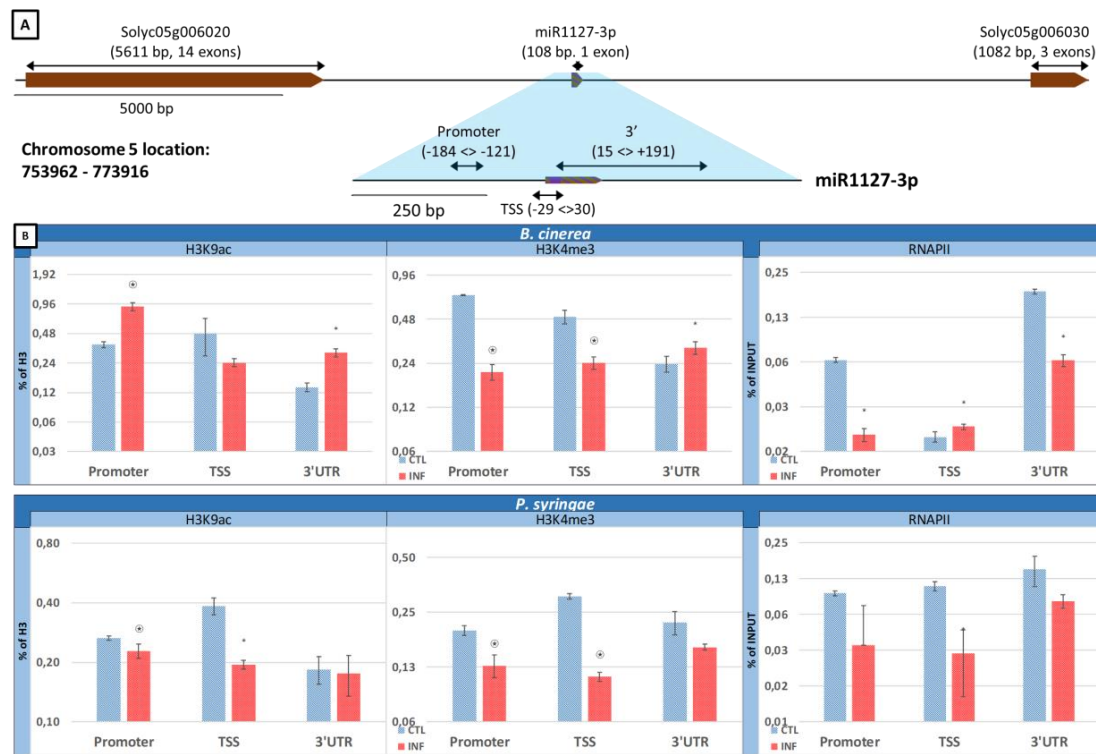 A
Solyc05g006020
(5611 bp, 14 exons)
miR1127-3p
(108 bp. 1 exon)
Solyc05g006030
(1082 bp, 3 exons)
5000 bp
Chromosome 5 location:
753962 - 773916
Promoter
(-184 <> -121)
3’
(15 <> +191)
miR1127-3p
250 bp
TSS (-29 <>30)
B
B. cinerea
H3K9ac
H3K4me3
RNAPII
% of H3
1,92
0,96
0,48
0,24
0,12
0,06
0,03
Promoter TSS 3'UTR
0,96
0,48
0,24
0,12
0,06
CTL
INF
Promoter TSS 3'UTR
% of INPUT
0,25
0,13
0,06
0,03
0,02
CTL
INF
Promoter TSS 3'UTR
P. syringae
H3K9ac
H3K4me3
RNAPII
% of H3
0,80
0,40
0,20
0,10
Promoter TSS 3'UTR
0,50
0,25
0,13
0,06
CTL
INF
Promoter TSS 3'UTR
% of INPUT
0,25
0,13
0,06
0,03
0,02
0,01
CTL
INF
Promoter TSS 3'UTR